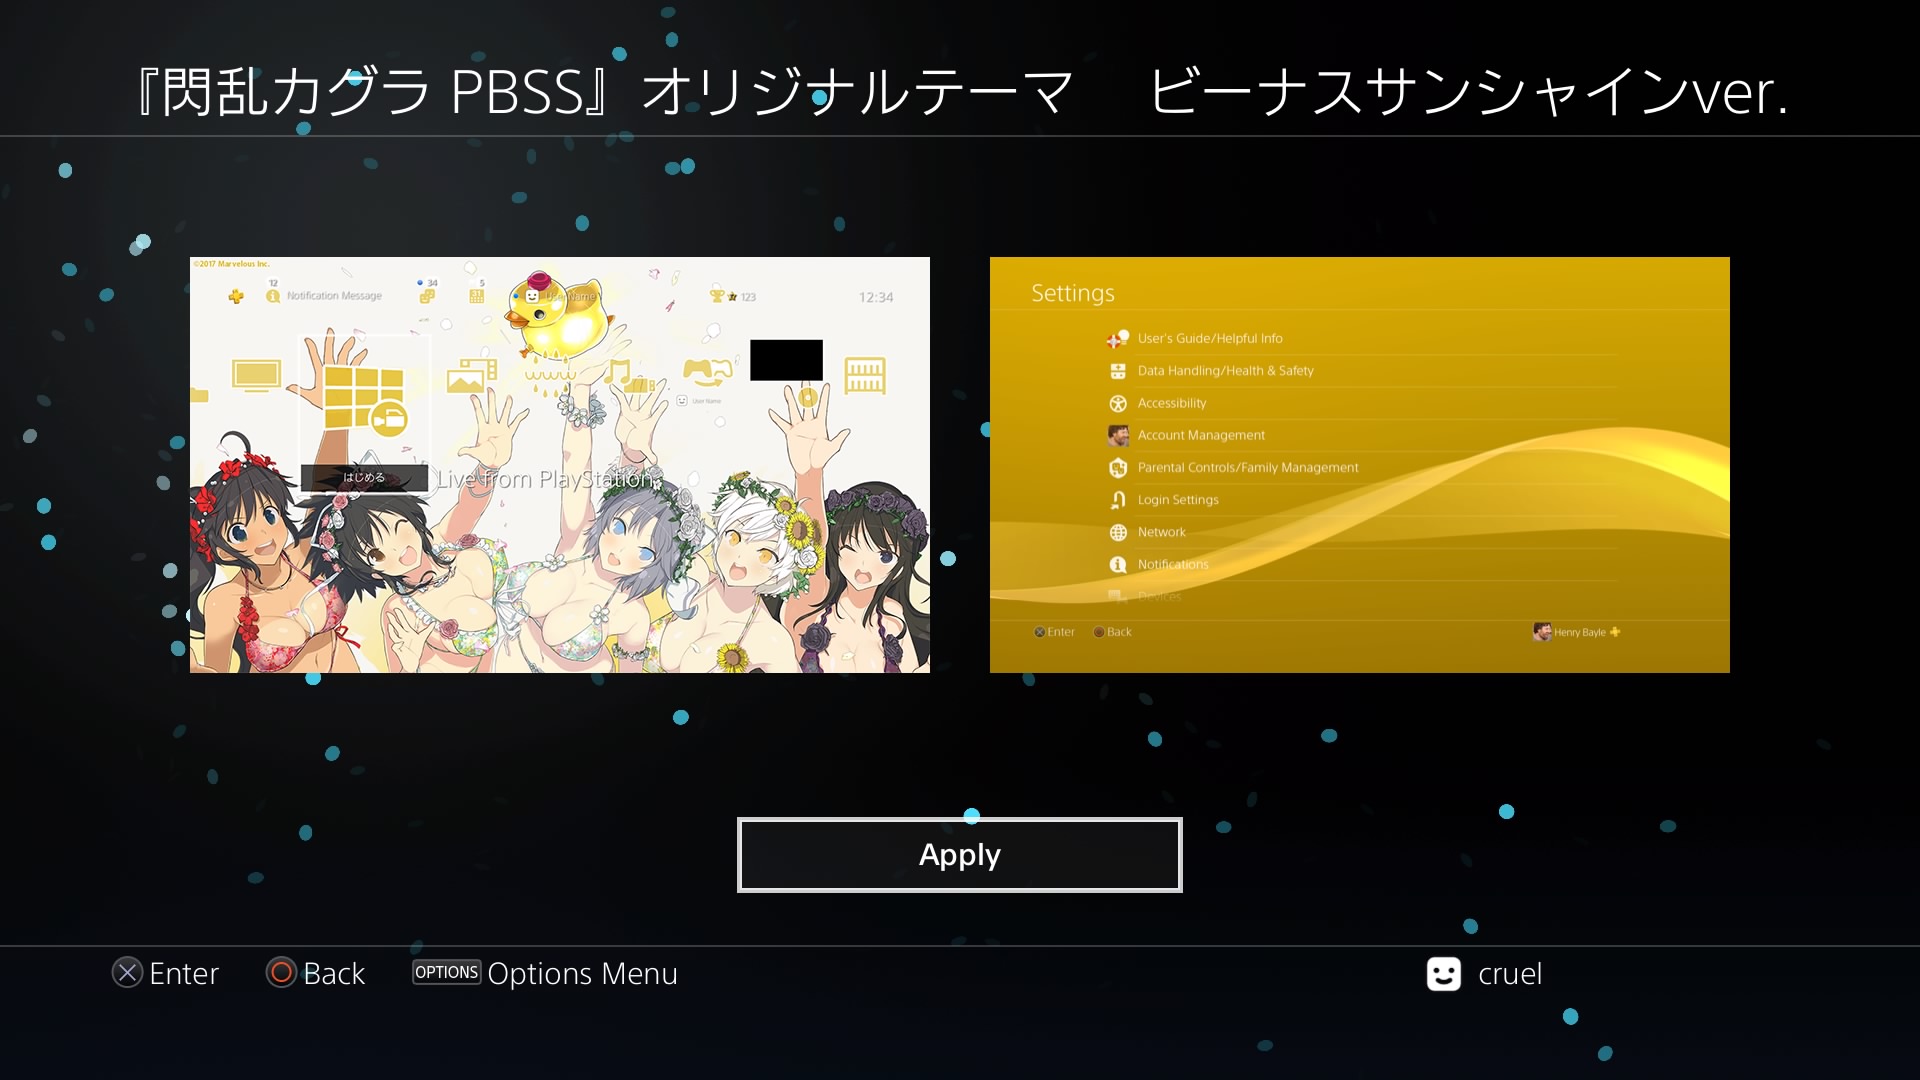 『閃乱カグラ PBSS』オリジナルテーマ　ビーナスサンシャインver.
©2017 Marvelous Inc.
12
Notification Message
34
5
31
User Name
123
12:34
User Name
はじめる
Live from PlayStation
Settings
User's Guide/Helpful Info
Data Handling/Health & Safety
Accessibility
Account Management
Parental Controls/Family Management
Login Settings
Network
Notifications
Devices
Enter
Back
Henry Bayle
Apply
Enter
Back
OPTIONS Options Menu
cruel